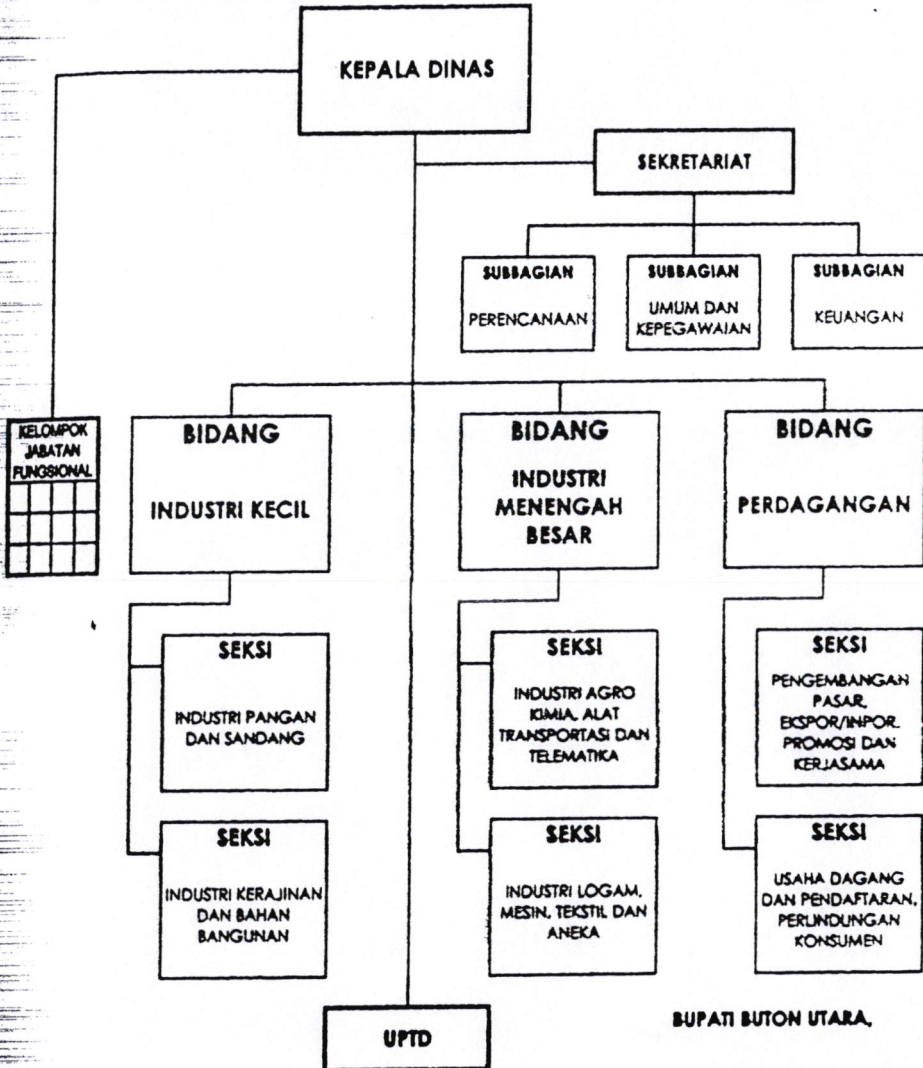 KEPALA DINAS
SEKRETARIAT
SUBBAGIAN
PERENCANAAN
SUBBAGIAN
UMUM DAN
KEPEGAWAIAN
SUBBAGIAN
KEUANGAN
KELOMPOK
JABATAN
FUNGSIONAL
BIDANG
INDUSTRI KECIL
BIDANG
INDUSTRI
MENENGAH
BESAR
BIDANG
PERDAGANGAN
SEKSI
INDUSTRI PANGAN
DAN SANDANG
SEKSI
INDUSTRI AGRO
KIMIA, ALAT
TRANSPORTASI DAN
TELEMATIKA
SEKSI
PENGEMBANGAN
PASAR,
EKSPOR/INPOR
PROMOSI DAN
KERJASAMA
SEKSI
INDUSTRI KERAJINAN
DAN BAHAN
BANGUNAN
SEKSI
INDUSTRI LOGAM,
MESIN, TEKSTIL DAN
ANEKA
SEKSI
USAHA DAGANG
DAN PENDAFTARAN,
PERLINDUNGAN
KONSUMEN
UPTD
BUPATI BUTON UTARA,